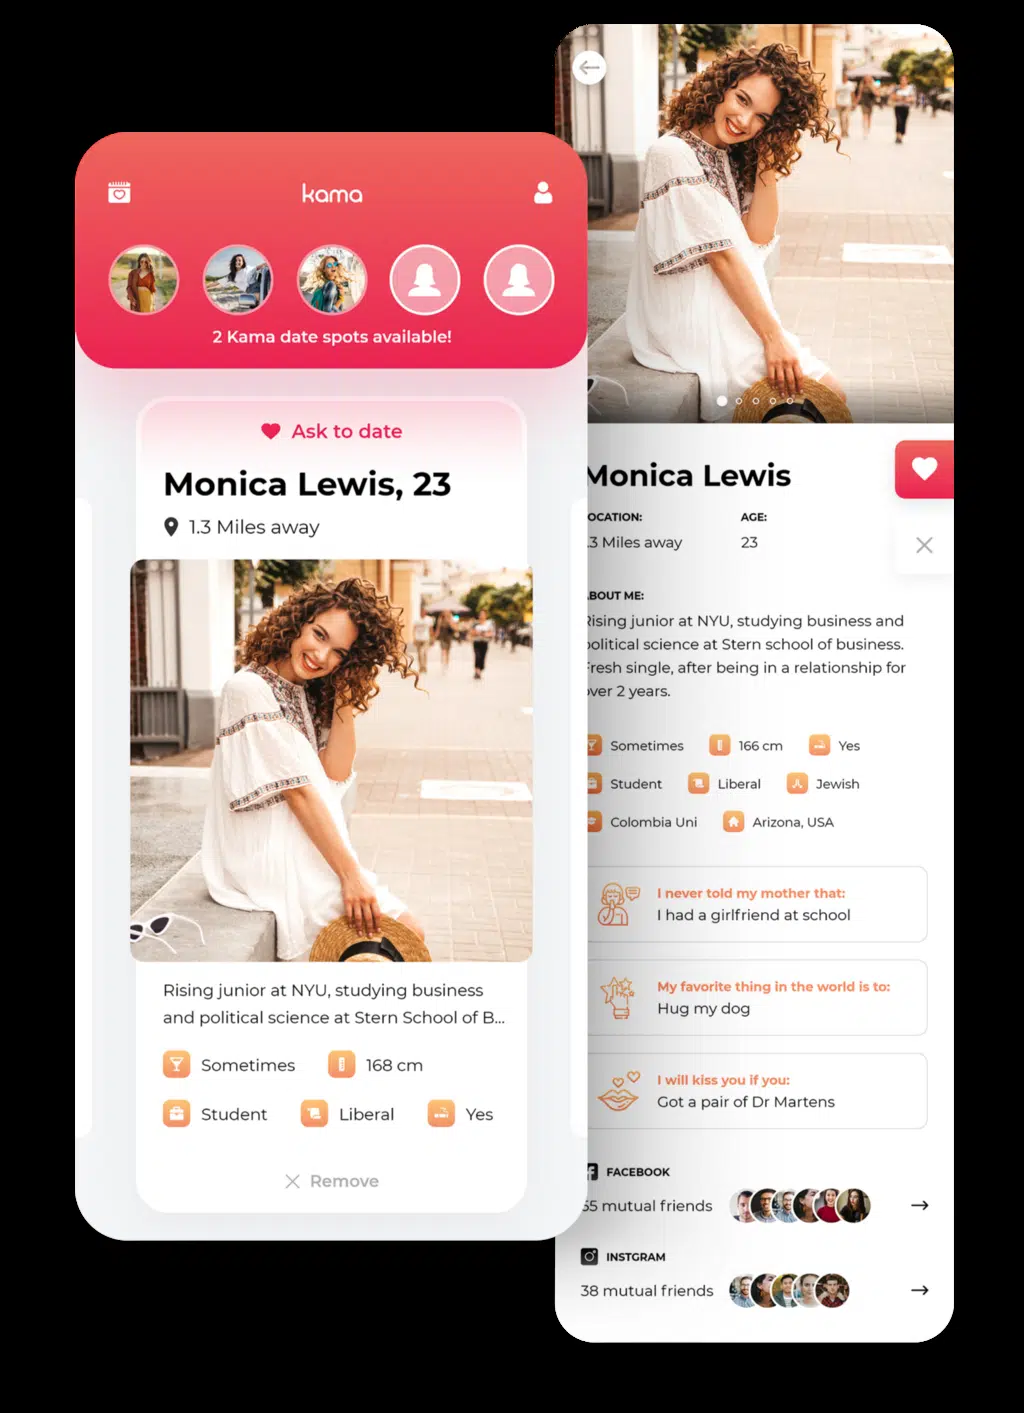 kama
2 Kama date spots available!
Ask to date
Monica Lewis, 23
1.3 Miles away
Rising junior at NYU, studying business
and political science at Stern School of B...
Sometimes
168 cm
Student
Liberal
Yes
Remove
Monica Lewis
OCATION:
AGE:
.3 Miles away
23
BOUT ME:
Rising junior at NYU, studying business and
political science at Stern school of business.
Fresh single, after being in a relationship for
over 2 years.
Sometimes
166 cm
Yes
Student
Liberal
Jewish
Colombia Uni
Arizona, USA
I never told my mother that:
I had a girlfriend at school
My favorite thing in the world is to:
Hug my dog
I will kiss you if you:
Got a pair of Dr Martens
FACEBOOK
mutual friends
INSTGRAM
38 mutual friends